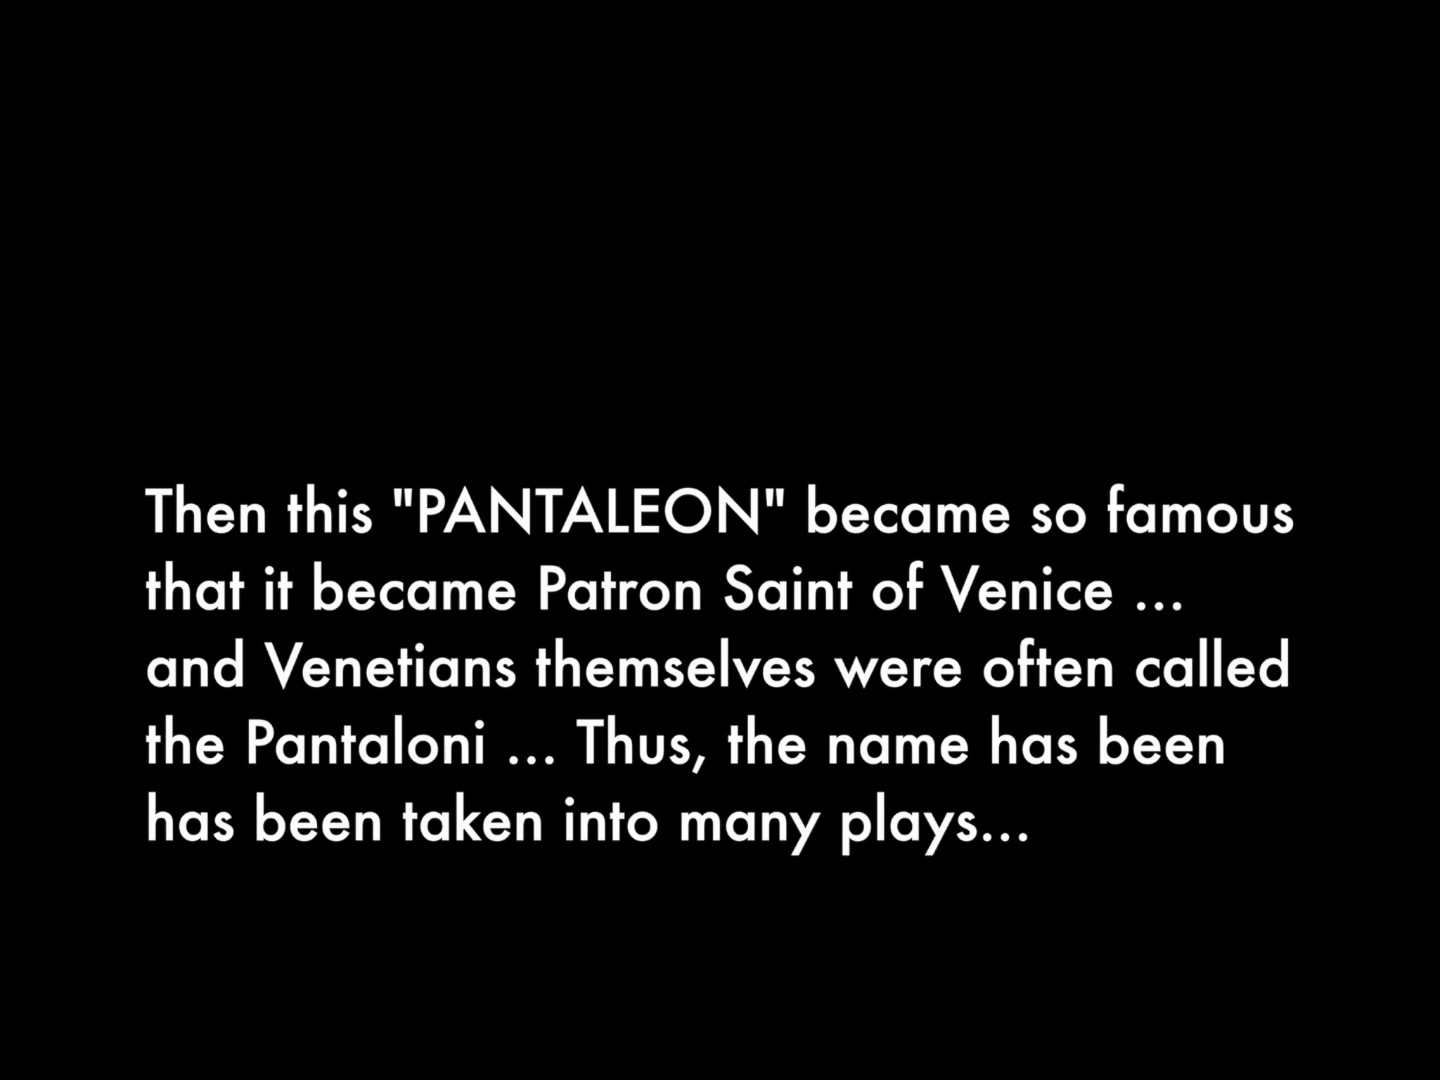 Then this "PANTALEON" became so famous
that it became Patron Saint of Venice ...
and Venetians themselves were often called
the Pantaloni ... Thus, the name has been
has been taken into many plays...